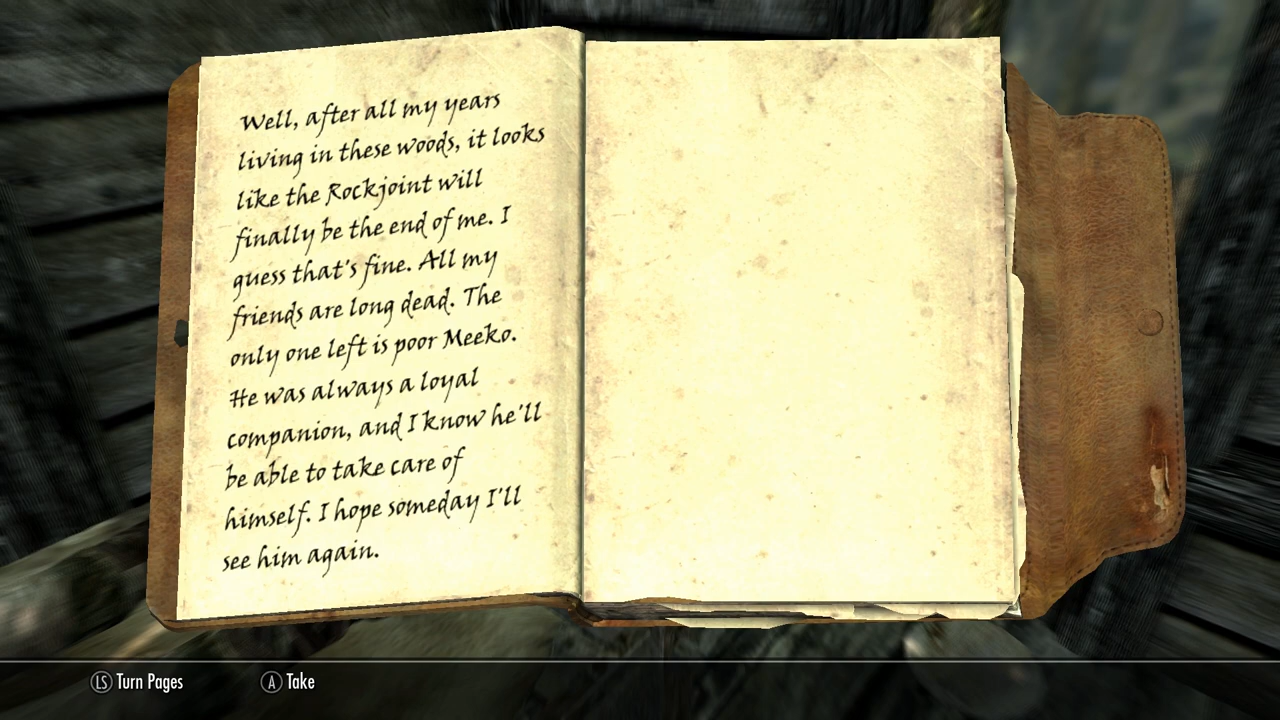 Well, after all my years
living in these woods, it looks
like the Rockjoint will
finally be the end of me. I
guess that's fine. All my
friends are long dead. The
only one left is poor Meeko.
He was always a loyal
companion, and I know he'll
be able to take care of
himself. I hope someday I'll
see him again.
LS Turn Pages
A Take